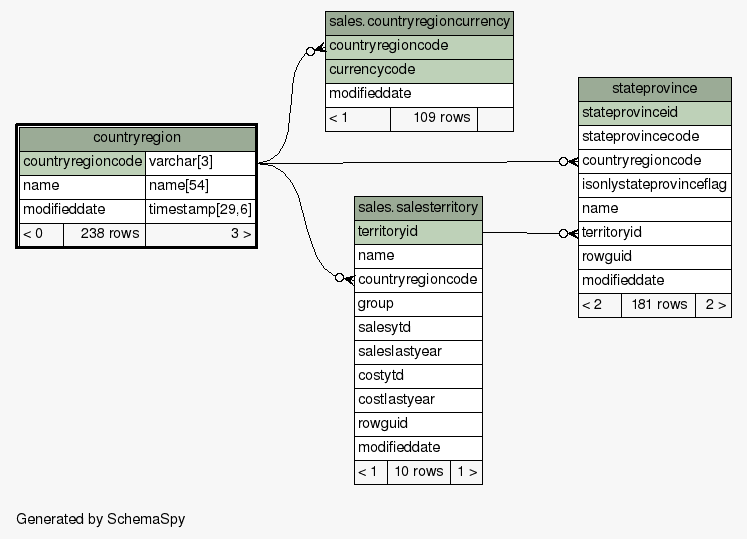 sales.countryregioncurrency
countryregioncode
currencycode
modifieddate
< 1 109 rows
countryregion
countryregioncode varchar[3]
name name[54]
modifieddate timestamp[29,6]
< 0 238 rows 3 >
stateprovince
stateprovinceid
stateprovincecode
countryregioncode
isonlystateprovinceflag
name
territoryid
rowguid
modifieddate
< 2 181 rows 2 >
sales.salesterritory
territoryid
name
countryregioncode
group
salesytd
saleslastyear
costytd
costlastyear
rowguid
modifieddate
< 1 10 rows 1 >
Generated by SchemaSpy